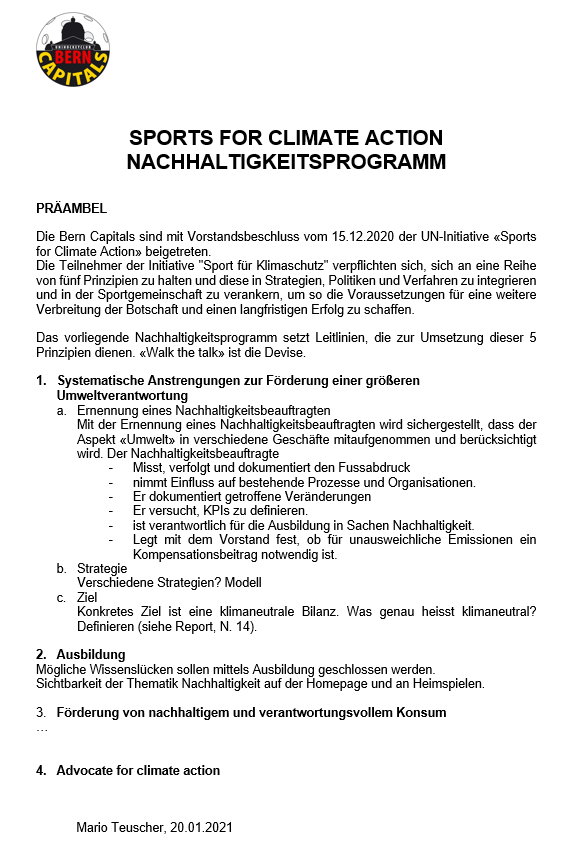 UNIHOCKEYCLUB
BERN
CAPITALS
SPORTS FOR CLIMATE ACTION
NACHHALTIGKEITSPROGRAMM
PRÄAMBEL
Die Bern Capitals sind mit Vorstandsbeschluss vom 15.12.2020 der UN-Initiative «Sports
for Climate Action» beigetreten.
Die Teilnehmer der Initiative "Sport für Klimaschutz" verpflichten sich, sich an eine Reihe
von fünf Prinzipien zu halten und diese in Strategien, Politiken und Verfahren zu integrieren
und in der Sportgemeinschaft zu verankern, um so die Voraussetzungen für eine weitere
Verbreitung der Botschaft und einen langfristigen Erfolg zu schaffen.
Das vorliegende Nachhaltigkeitsprogramm setzt Leitlinien, die zur Umsetzung dieser 5
Prinzipien dienen. «Walk the talk» ist die Devise.
1. Systematische Anstrengungen zur Förderung einer größeren
Umweltverantwortung
a. Ernennung eines Nachhaltigkeitsbeauftragten
Mit der Ernennung eines Nachhaltigkeitsbeauftragten wird sichergestellt, dass der
Aspekt «Umwelt» in verschiedene Geschäfte mitaufgenommen und berücksichtigt
wird. Der Nachhaltigkeitsbeauftragte
- Misst, verfolgt und dokumentiert den Fussabdruck
- nimmt Einfluss auf bestehende Prozesse und Organisationen.
- Er dokumentiert getroffene Veränderungen
- Er versucht, KPIs zu definieren.
- ist verantwortlich für die Ausbildung in Sachen Nachhaltigkeit.
- Legt mit dem Vorstand fest, ob für unausweichliche Emissionen ein
Kompensationsbeitrag notwendig ist.
b. Strategie
Verschiedene Strategien? Modell
c. Ziel
Konkretes Ziel ist eine klimaneutrale Bilanz. Was genau heisst klimaneutral?
Definieren (siehe Report, N. 14).
2. Ausbildung
Mögliche Wissenslücken sollen mittels Ausbildung geschlossen werden.
Sichtbarkeit der Thematik Nachhaltigkeit auf der Homepage und an Heimspielen.
3. Förderung von nachhaltigem und verantwortungsvollem Konsum
…
4. Advocate for climate action
Mario Teuscher, 20.01.2021